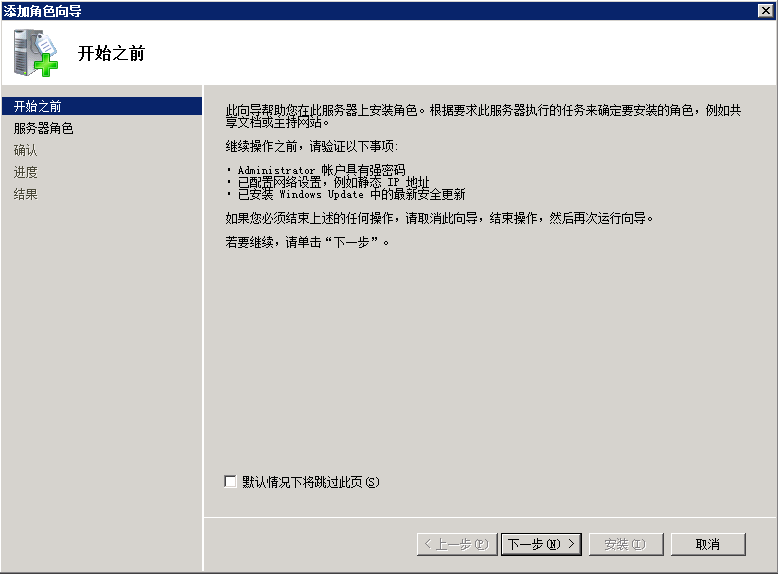 添加角色向导
开始之前
开始之前
服务器角色
确认
进度
结果
此向导帮助您在此服务器上安装角色。根据要求此服务器执行的任务来确定要安装的角色，例如共
享文档或主持网站。
继续操作之前，请验证以下事项:
· Administrator 帐户具有强密码
· 已配置网络设置，例如静态 IP 地址
· 已安装 Windows Update 中的最新安全更新
如果您必须结束上述的任何操作，请取消此向导，结束操作，然后再次运行向导。
若要继续，请单击“下一步”。
默认情况下将跳过此页(S)
< 上一步(P)
下一步(N) >
安装(I)
取消